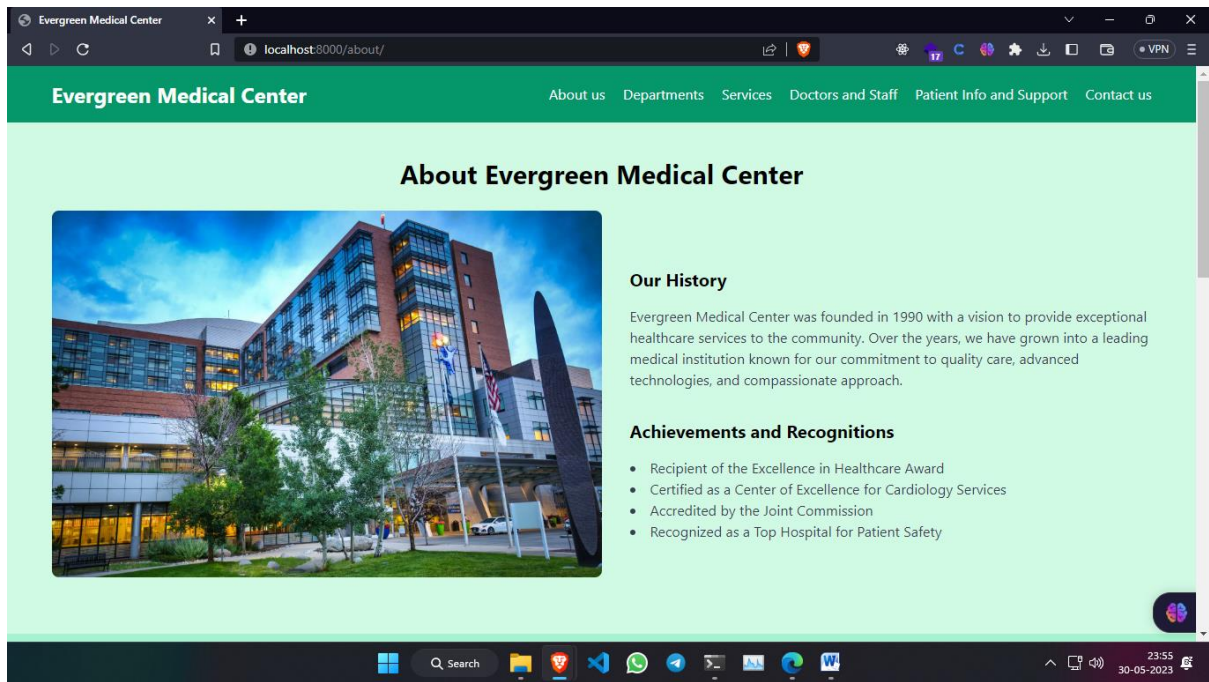 Evergreen Medical Center
localhost:8000/about/
17
VPN
Evergreen Medical Center
About us Departments Services Doctors and Staff Patient Info and Support Contact us
About Evergreen Medical Center
Our History
Evergreen Medical Center was founded in 1990 with a vision to provide exceptional
healthcare services to the community. Over the years, we have grown into a leading
medical institution known for our commitment to quality care, advanced
technologies, and compassionate approach.
Achievements and Recognitions
• Recipient of the Excellence in Healthcare Award
• Certified as a Center of Excellence for Cardiology Services
• Accredited by the Joint Commission
• Recognized as a Top Hospital for Patient Safety
Search
23:55
30-05-2023